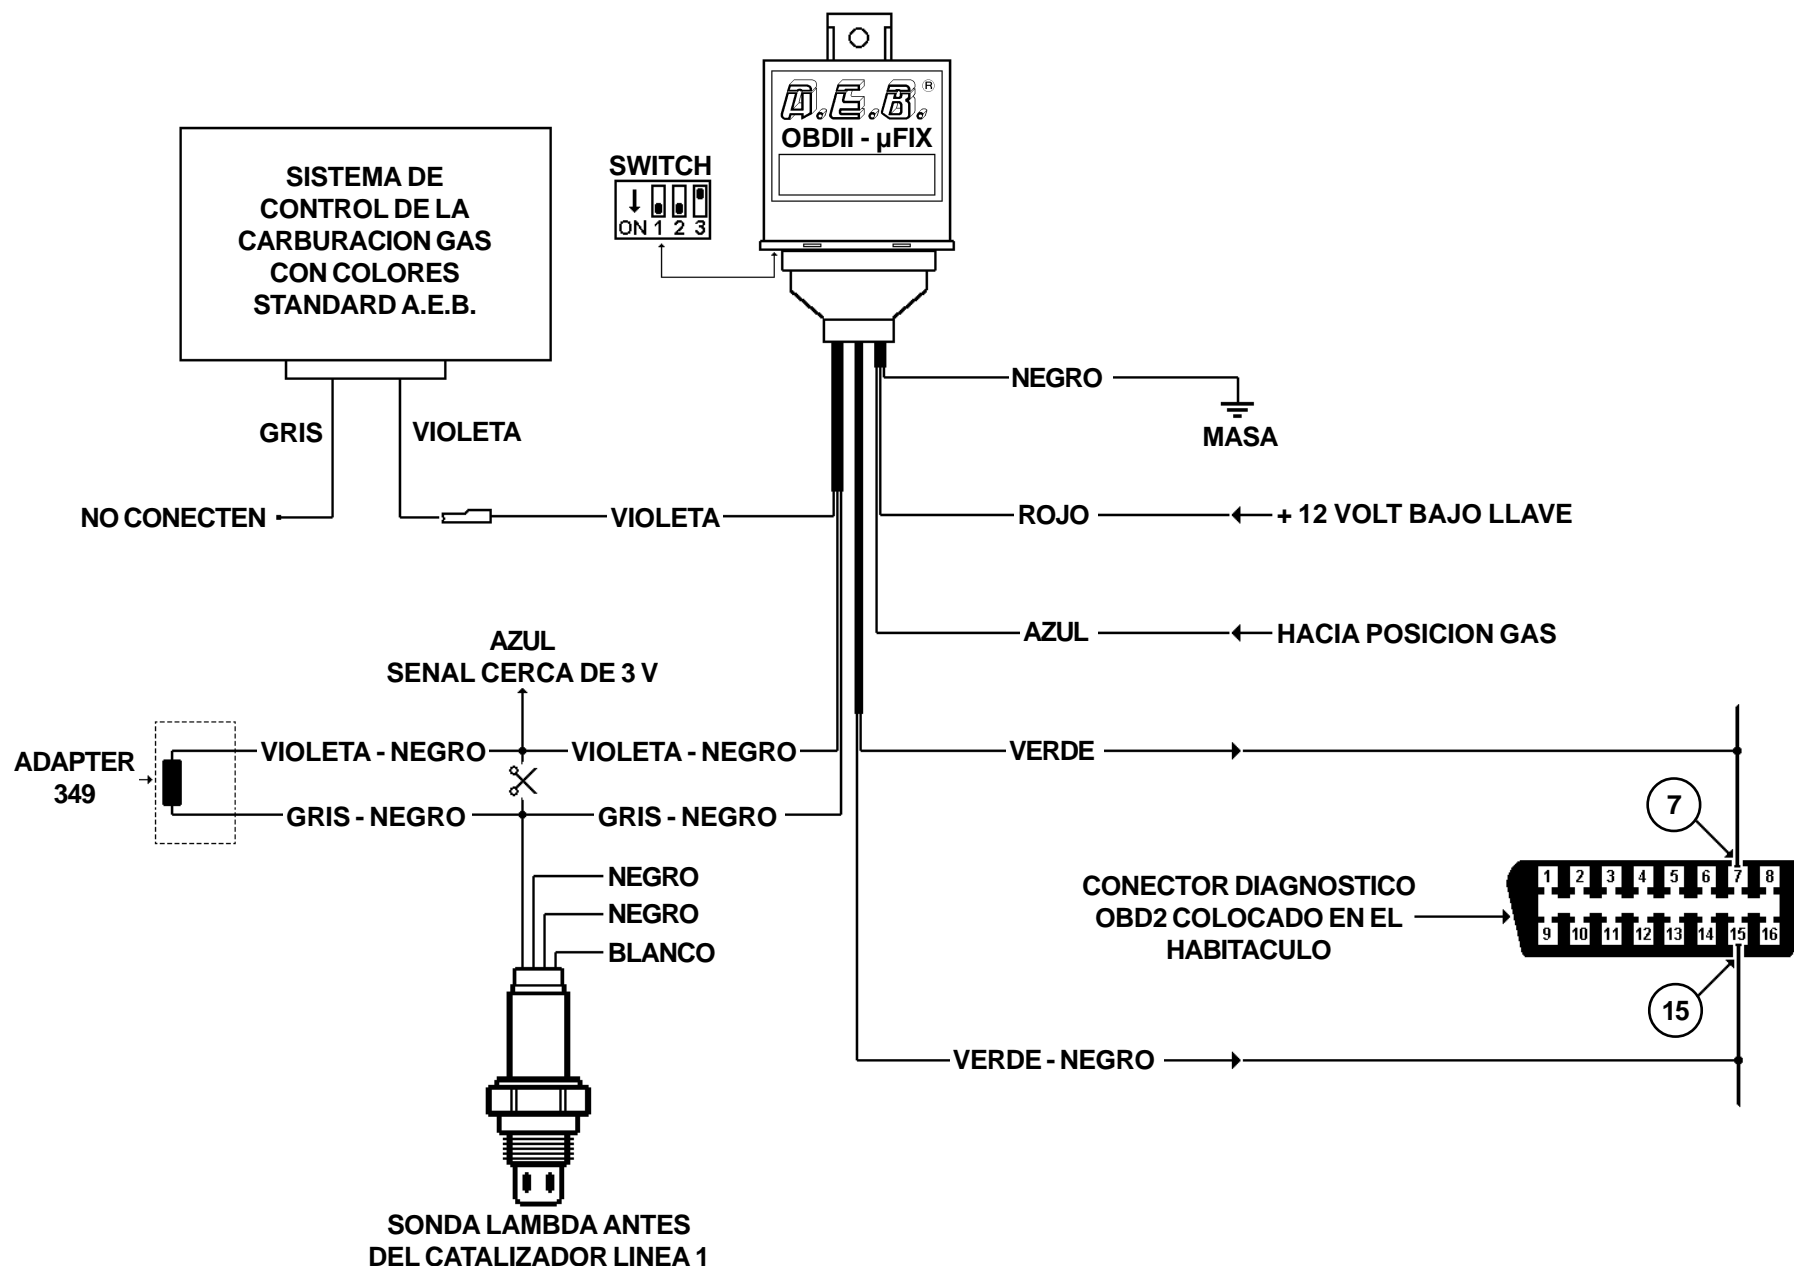 A.E.B.®
OBDII - µFIX
SWITCH
ON 1 2 3
SISTEMA DE
CONTROL DE LA
CARBURACION GAS
CON COLORES
STANDARD A.E.B.
GRIS
VIOLETA
NO CONECTEN
VIOLETA
NEGRO
MASA
ROJO
+ 12 VOLT BAJO LLAVE
AZUL
HACIA POSICION GAS
AZUL
SENAL CERCA DE 3 V
ADAPTER
349
VIOLETA - NEGRO
VIOLETA - NEGRO
GRIS - NEGRO
GRIS - NEGRO
VERDE
7
NEGRO
NEGRO
BLANCO
CONECTOR DIAGNOSTICO
OBD2 COLOCADO EN EL
HABITACULO
1 2 3 4 5 6 7 8
9 10 11 12 13 14 15 16
15
VERDE - NEGRO
SONDA LAMBDA ANTES
DEL CATALIZADOR LINEA 1